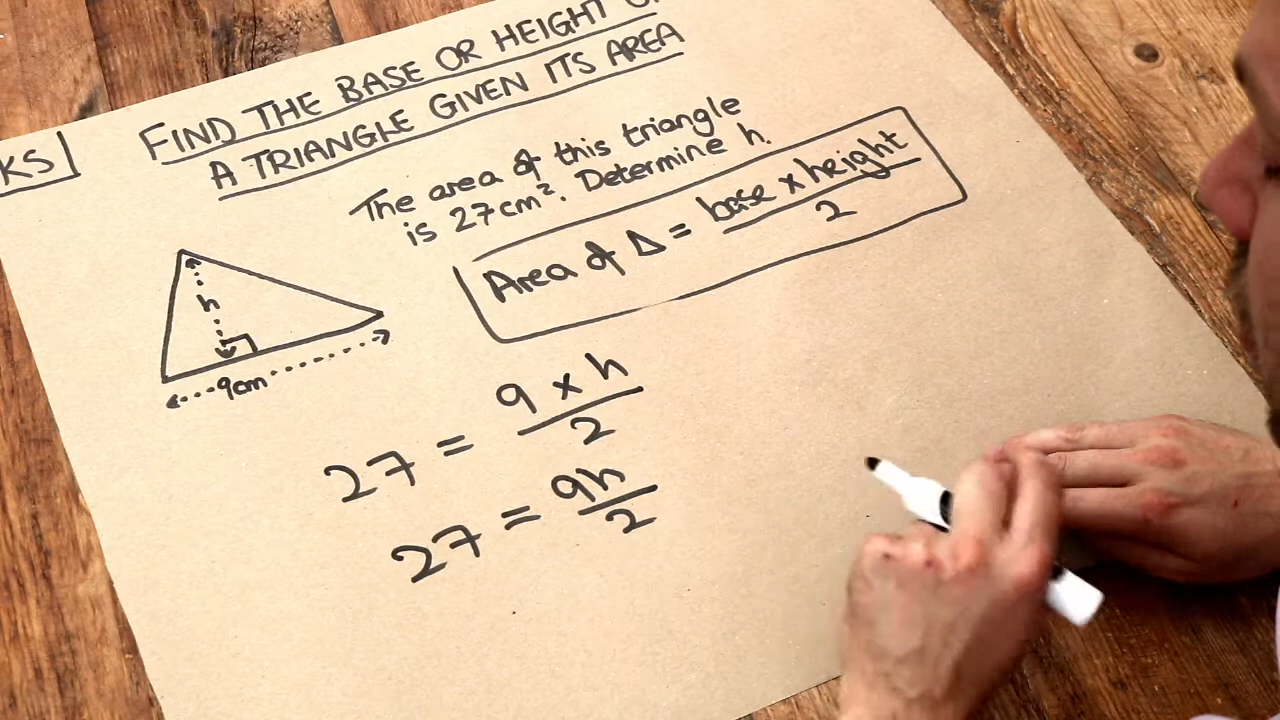 KS
FIND THE BASE OR HEIGHT
A TRIANGLE GIVEN ITS AREA
The area of this triangle
is 27cm². Determine h.
Area of Δ = base x height
2
h
9cm
27 = 9 x h
2
27 = 9h
2